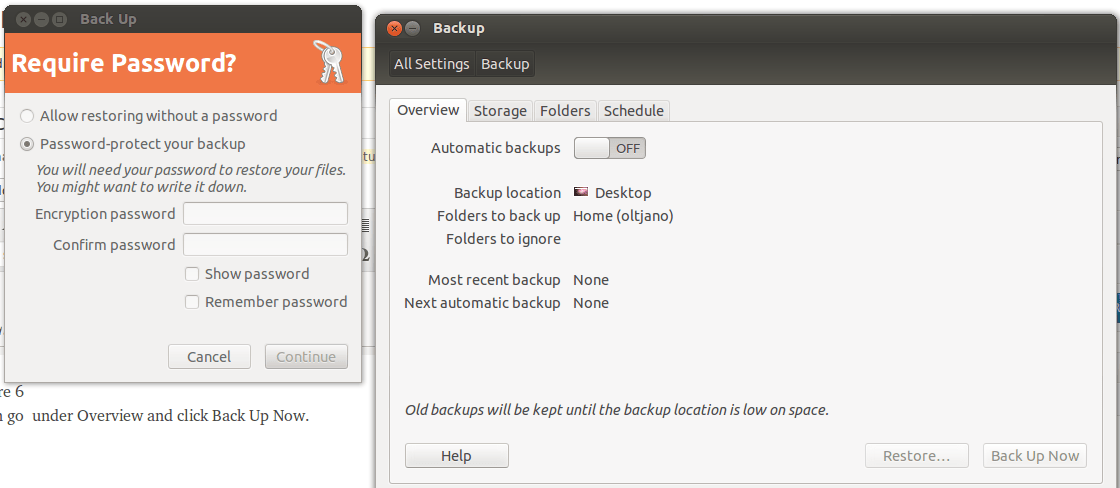 Back Up
Require Password?
Allow restoring without a password
Password-protect your backup
You will need your password to restore your files.
You might want to write it down.
Encryption password
Confirm password
Show password
Remember password
Cancel
Continue
go under Overview and click Back Up Now.
Backup
All Settings
Backup
Overview
Storage
Folders
Schedule
Automatic backups
OFF
Backup location
Desktop
Folders to back up
Home (oltjano)
Folders to ignore
Most recent backup
None
Next automatic backup
None
Old backups will be kept until the backup location is low on space.
Help
Restore...
Back Up Now